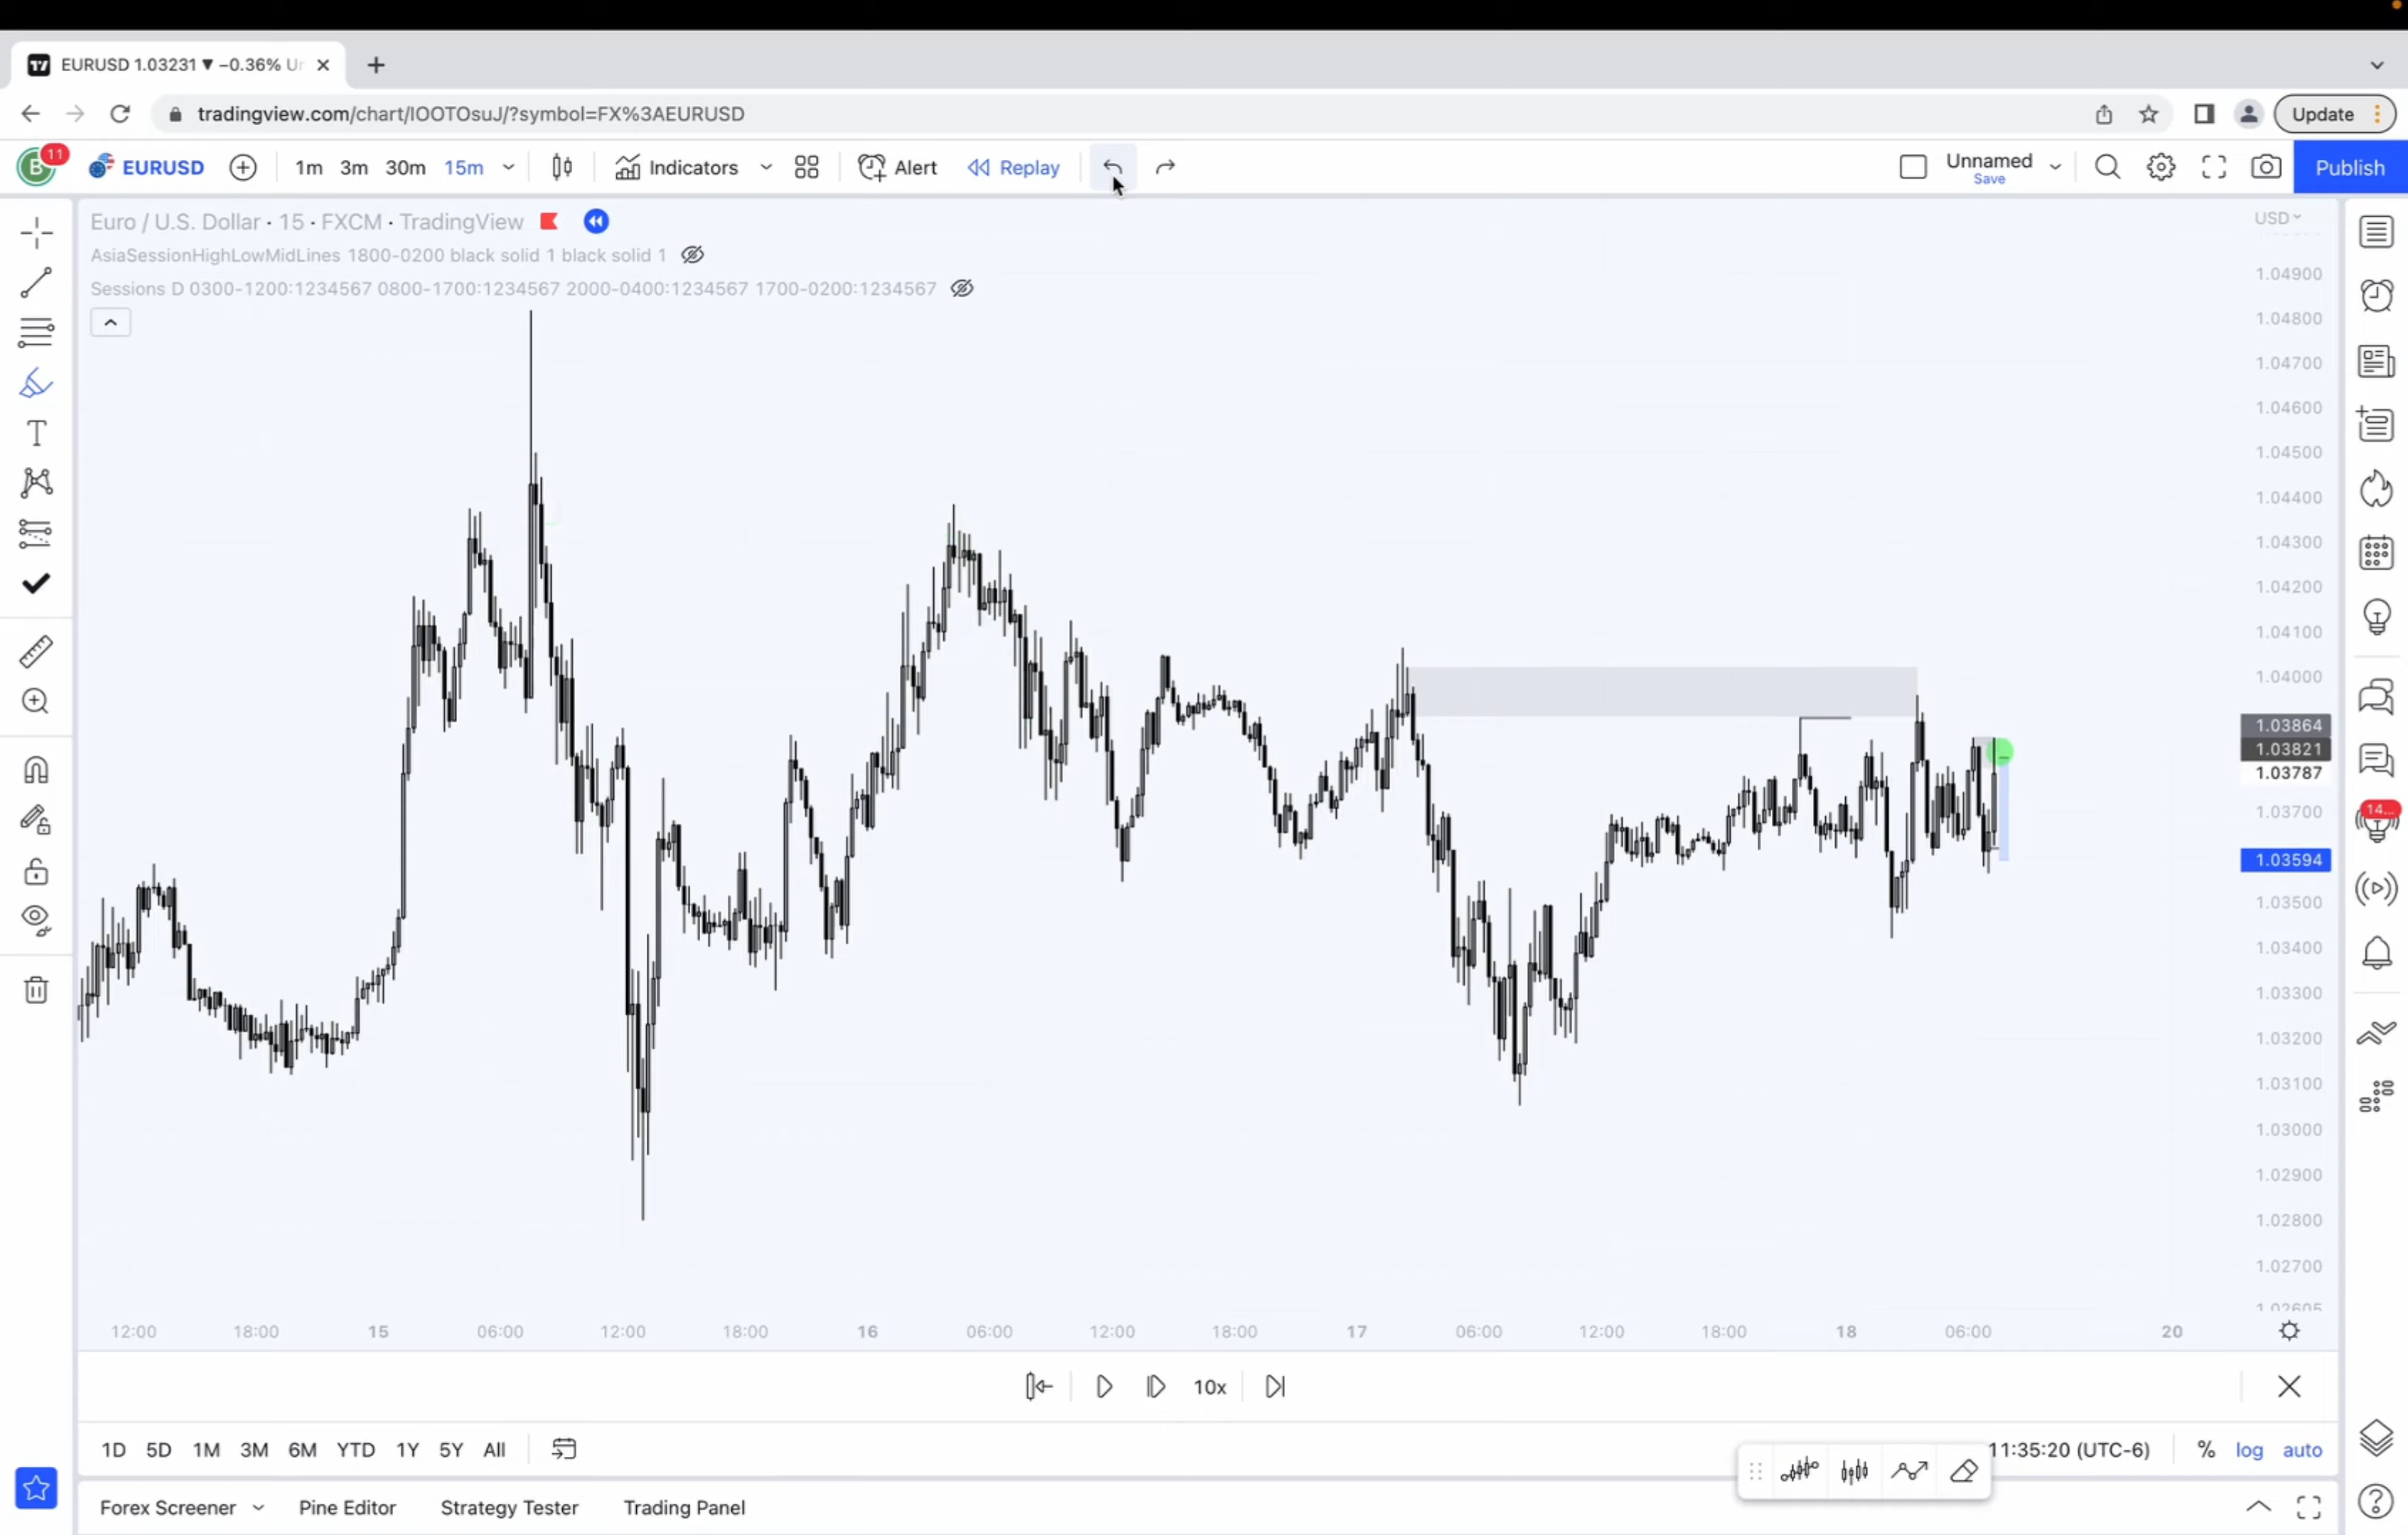 EURUSD 1.03231 ▼ −0.36% Ur
tradingview.com/chart/IOOTOsuJ/?symbol=FX%3AEURUSD
Update
B 11 EURUSD 1m 3m 30m 15m Indicators Alert Replay Unnamed Publish
Save
Euro / U.S. Dollar · 15 · FXCM · TradingView
USD
AsiaSessionHighLowMidLines 1800-0200 black solid 1 black solid 1
Sessions D 0300-1200:1234567 0800-1700:1234567 2000-0400:1234567 1700-0200:1234567
T
1.04900
1.04800
1.04700
1.04600
1.04500
1.04400
1.04300
1.04200
1.04100
1.04000
1.03864
1.03821
1.03787
1.03700
1.03594
1.03500
1.03400
1.03300
1.03200
1.03100
1.03000
1.02900
1.02800
1.02700
1.02605
14...
12:00 18:00 15 06:00 12:00 18:00 16 06:00 12:00 18:00 17 06:00 12:00 18:00 18 06:00 20
10x
1D 5D 1M 3M 6M YTD 1Y 5Y All 11:35:20 (UTC-6) % log auto
Forex Screener Pine Editor Strategy Tester Trading Panel